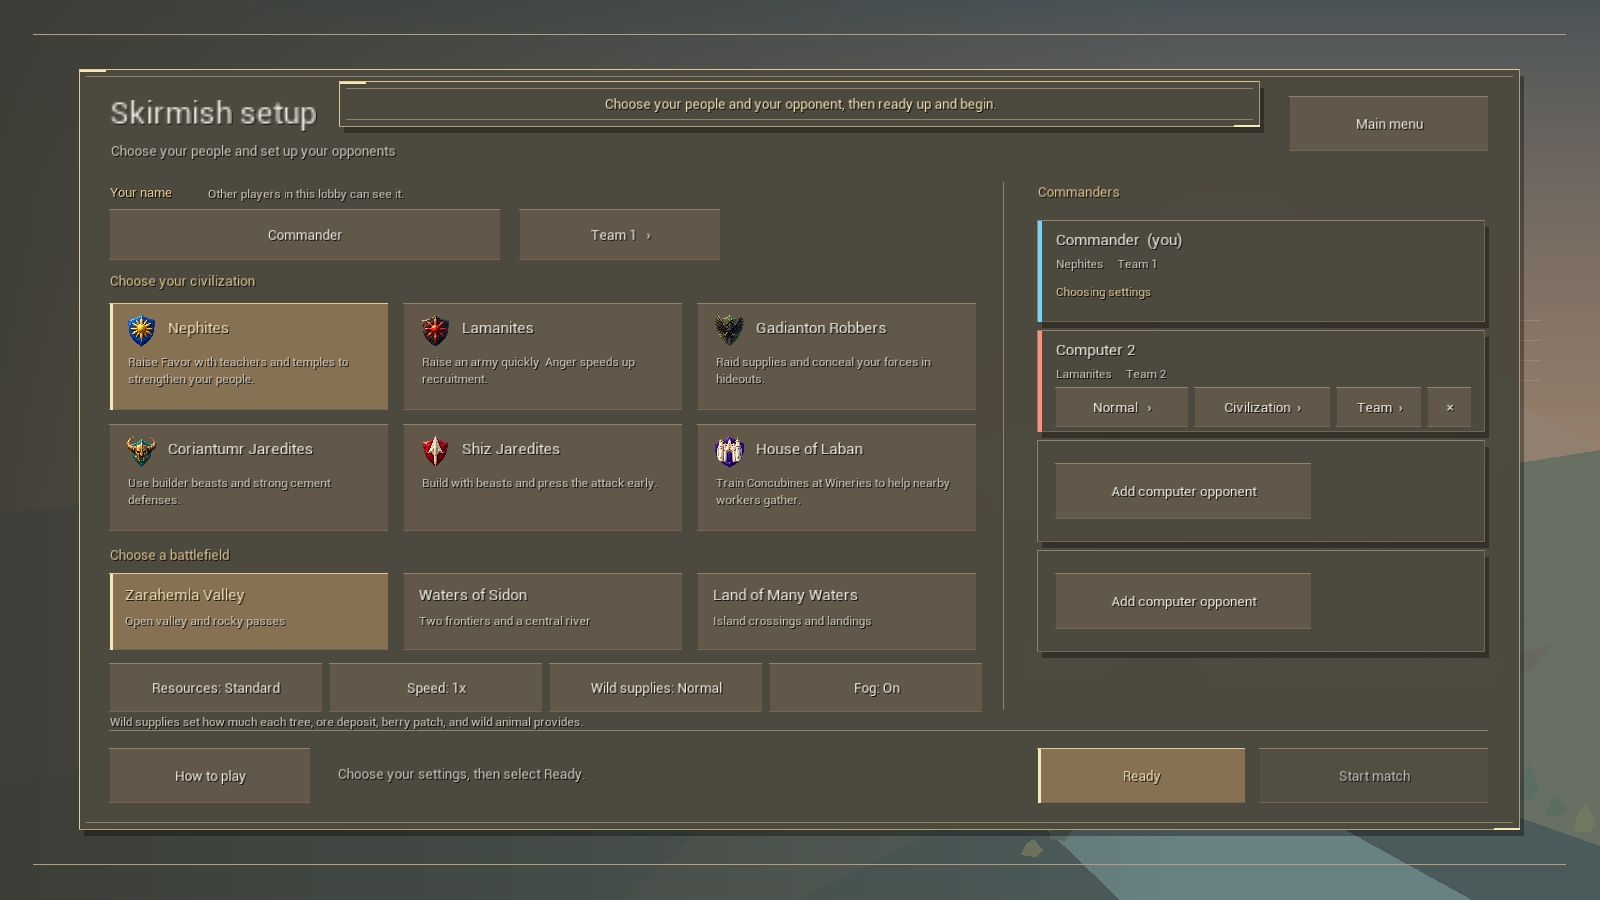 Skirmish setup
Choose your people and your opponent, then ready up and begin.
Main menu
Choose your people and set up your opponents
Your name
Other players in this lobby can see it.
Commander
Team 1 ›
Choose your civilization
Nephites
Raise Favor with teachers and temples to
strengthen your people.
Lamanites
Raise an army quickly. Anger speeds up
recruitment.
Gadianton Robbers
Raid supplies and conceal your forces in
hideouts.
Coriantumr Jaredites
Use builder beasts and strong cement
defenses.
Shiz Jaredites
Build with beasts and press the attack early.
House of Laban
Train Concubines at Wineries to help nearby
workers gather.
Choose a battlefield
Zarahemla Valley
Open valley and rocky passes
Waters of Sidon
Two frontiers and a central river
Land of Many Waters
Island crossings and landings
Resources: Standard
Speed: 1x
Wild supplies: Normal
Fog: On
Wild supplies set how much each tree, ore deposit, berry patch, and wild animal provides.
Commanders
Commander (you)
Nephites Team 1
Choosing settings
Computer 2
Lamanites Team 2
Normal ›
Civilization ›
Team ›
×
Add computer opponent
Add computer opponent
How to play
Choose your settings, then select Ready.
Ready
Start match